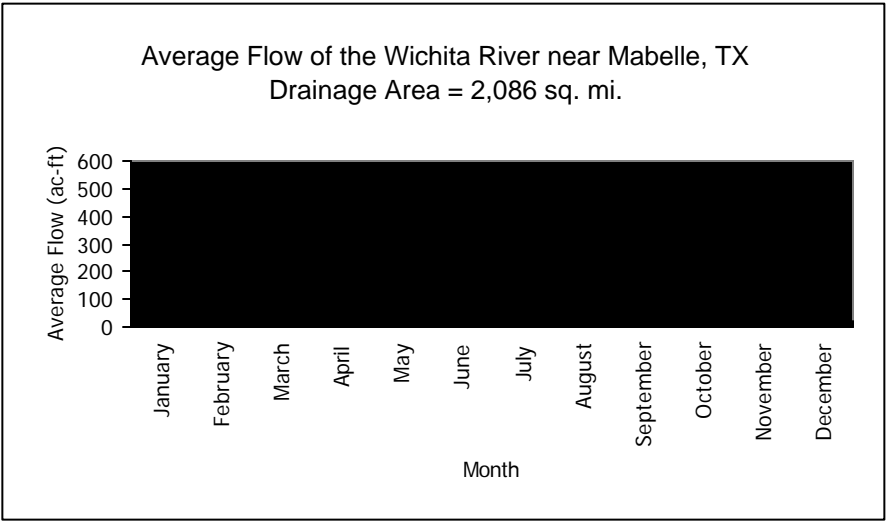 Average Flow of the Wichita River near Mabelle, TX
Drainage Area = 2,086 sq. mi.
Average Flow (ac-ft)
600
500
400
300
200
100
0
January
February
March
April
May
June
July
August
September
October
November
December
Month